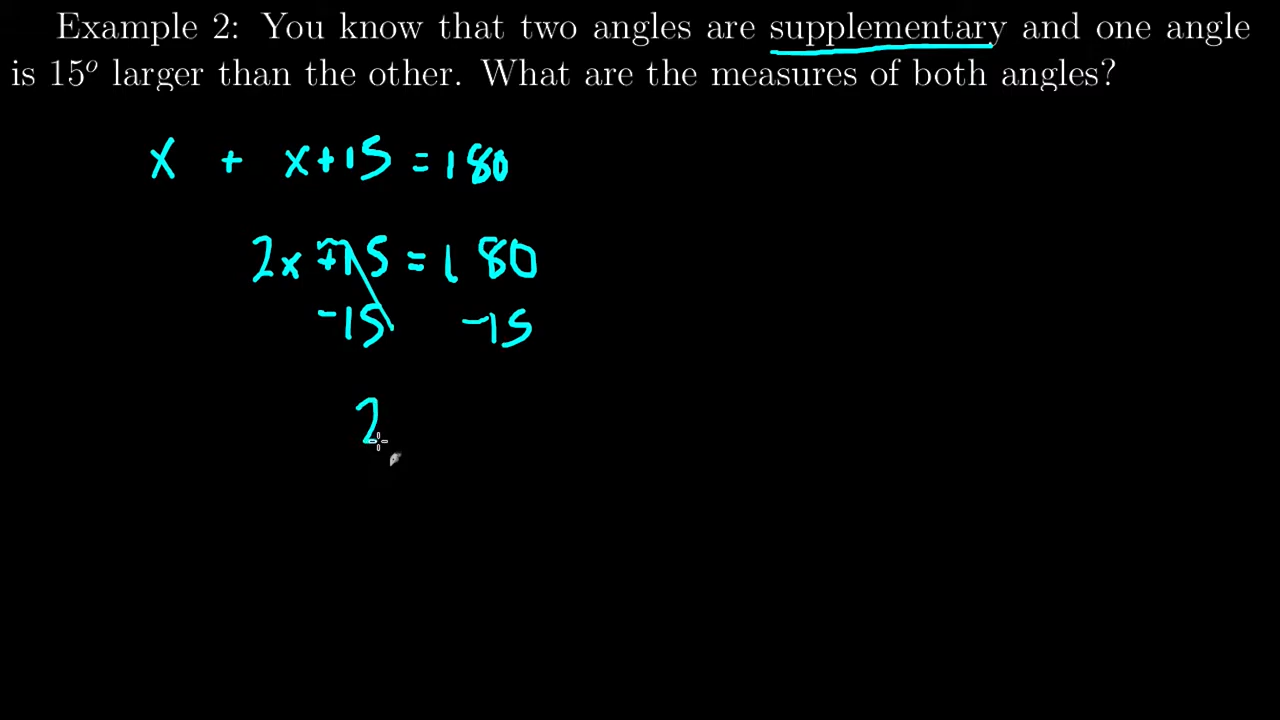 Example 2: You know that two angles are supplementary and one angle
is 15° larger than the other. What are the measures of both angles?
x + x+15 = 180
2x +15 = 180
-15 -15
2